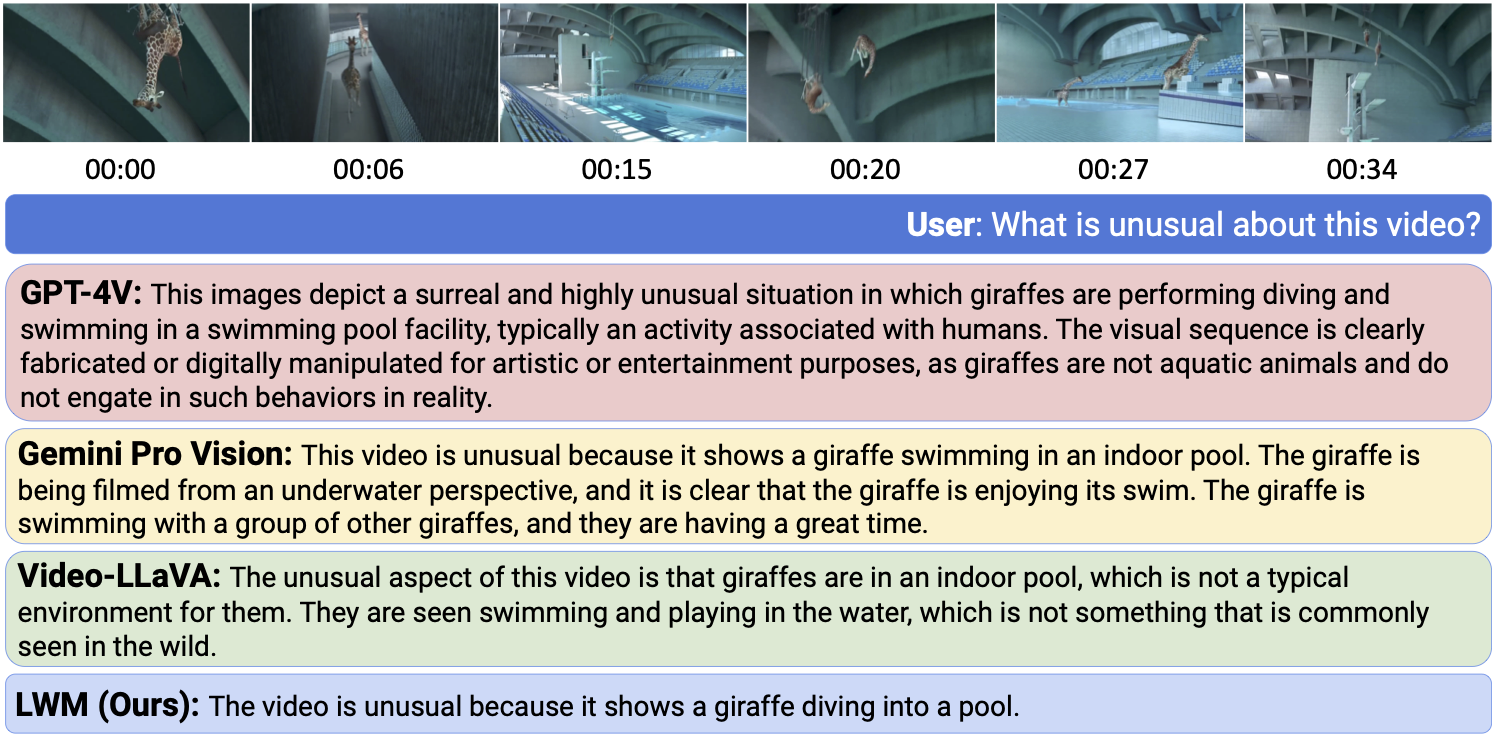 00:00 00:06 00:15 00:20 00:27 00:34
User: What is unusual about this video?
GPT-4V: This images depict a surreal and highly unusual situation in which giraffes are performing diving and
swimming in a swimming pool facility, typically an activity associated with humans. The visual sequence is clearly
fabricated or digitally manipulated for artistic or entertainment purposes, as giraffes are not aquatic animals and do
not engate in such behaviors in reality.
Gemini Pro Vision: This video is unusual because it shows a giraffe swimming in an indoor pool. The giraffe is
being filmed from an underwater perspective, and it is clear that the giraffe is enjoying its swim. The giraffe is
swimming with a group of other giraffes, and they are having a great time.
Video-LLaVA: The unusual aspect of this video is that giraffes are in an indoor pool, which is not a typical
environment for them. They are seen swimming and playing in the water, which is not something that is commonly
seen in the wild.
LWM (Ours): The video is unusual because it shows a giraffe diving into a pool.